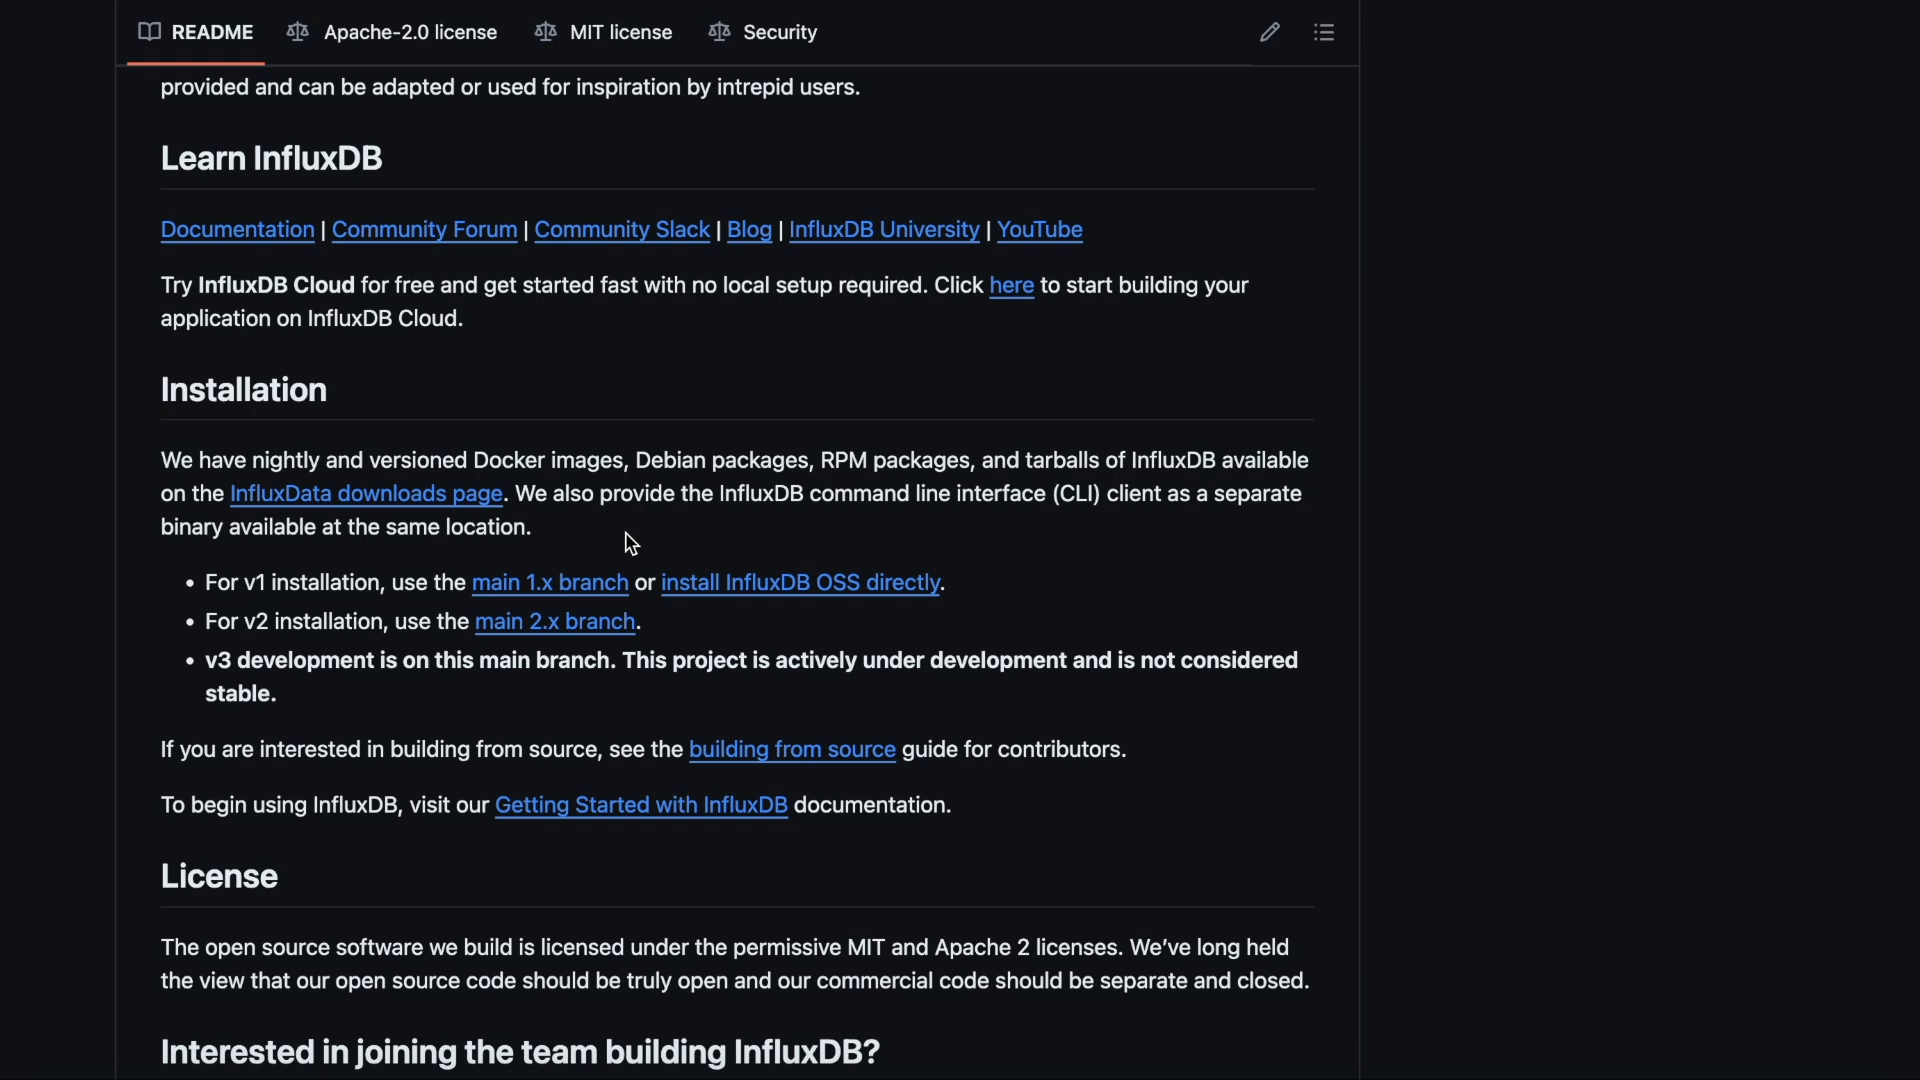 README Apache-2.0 license MIT license Security
provided and can be adapted or used for inspiration by intrepid users.
Learn InfluxDB
Documentation | Community Forum | Community Slack | Blog | InfluxDB University | YouTube
Try InfluxDB Cloud for free and get started fast with no local setup required. Click here to start building your
application on InfluxDB Cloud.
Installation
We have nightly and versioned Docker images, Debian packages, RPM packages, and tarballs of InfluxDB available
on the InfluxData downloads page. We also provide the InfluxDB command line interface (CLI) client as a separate
binary available at the same location.
• For v1 installation, use the main 1.x branch or install InfluxDB OSS directly.
• For v2 installation, use the main 2.x branch.
• v3 development is on this main branch. This project is actively under development and is not considered
stable.
If you are interested in building from source, see the building from source guide for contributors.
To begin using InfluxDB, visit our Getting Started with InfluxDB documentation.
License
The open source software we build is licensed under the permissive MIT and Apache 2 licenses. We've long held
the view that our open source code should be truly open and our commercial code should be separate and closed.
Interested in joining the team building InfluxDB?